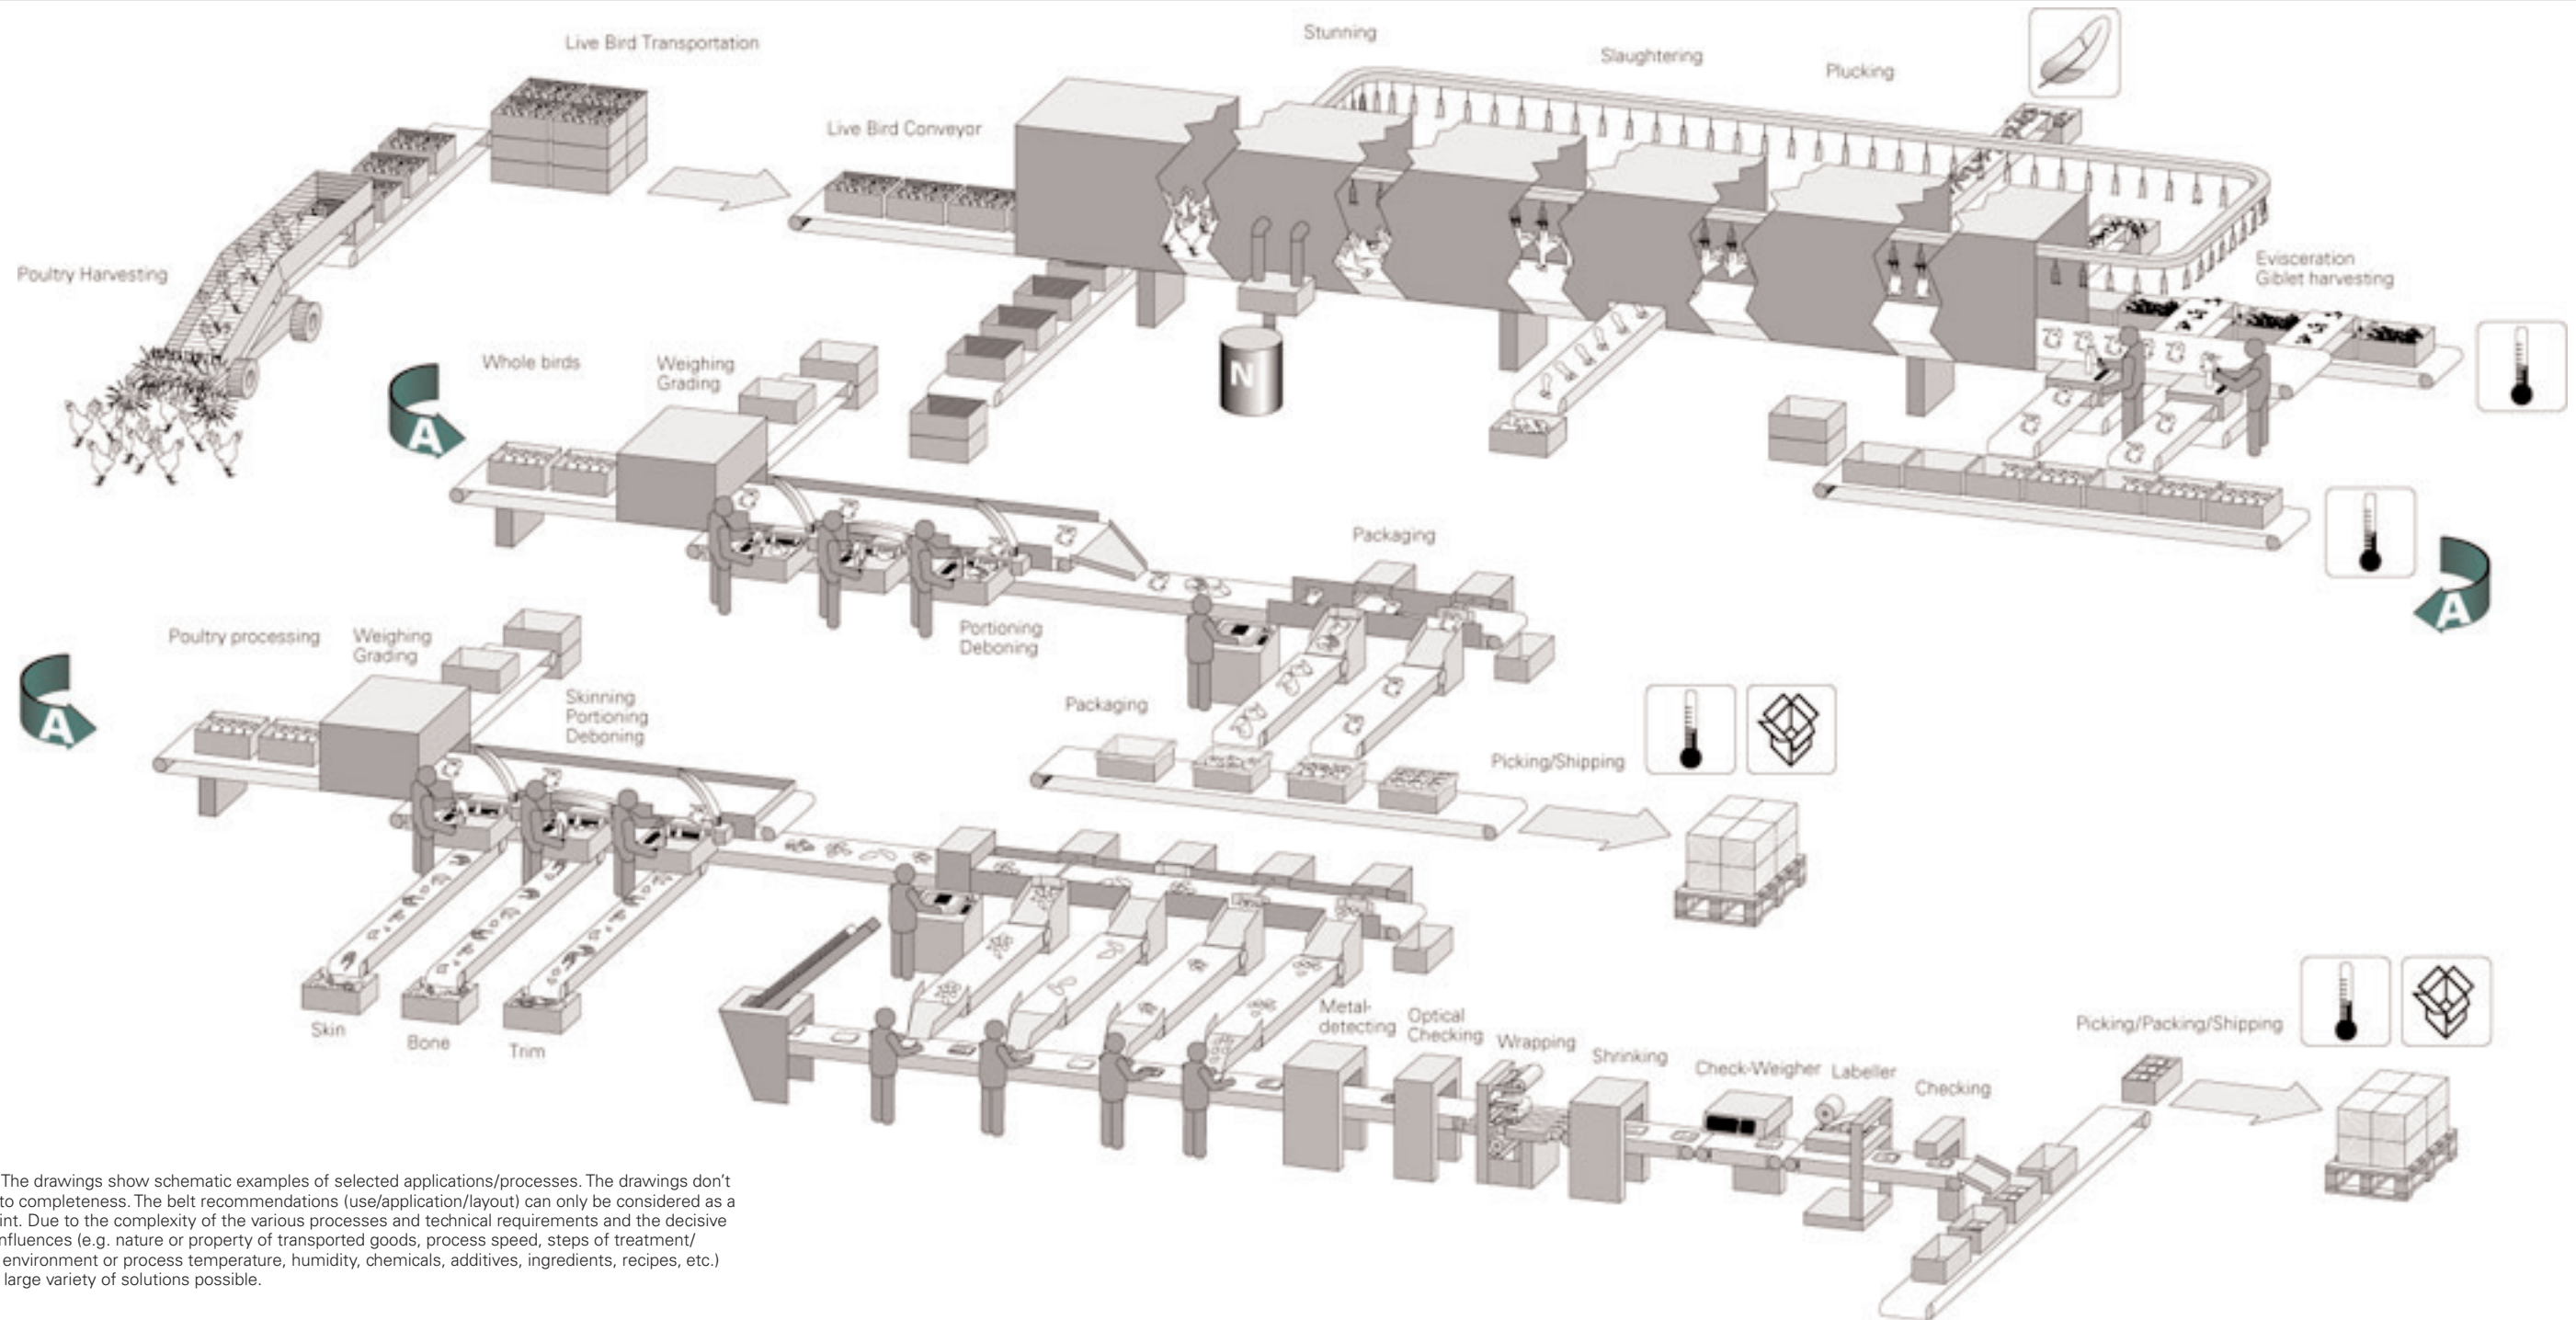 Live Bird Transportation
Stunning
Slaughtering
Plucking
Live Bird Conveyor
Poultry Harvesting
Evisceration
Giblet harvesting
Whole birds
Weighing
Grading
N
A
Portioning
Deboning
Packaging
A
Poultry processing
Weighing
Grading
Skinning
Portioning
Deboning
A
Packaging
Picking/Shipping
Skin
Bone
Trim
Metal-
detecting
Optical
Checking
Wrapping
Shrinking
Check-Weigher
Labeller
Checking
Picking/Packing/Shipping
The drawings show schematic examples of selected applications/processes. The drawings don't
to completeness. The belt recommendations (use/application/layout) can only be considered as a
int. Due to the complexity of the various processes and technical requirements and the decisive
nfluences (e.g. nature or property of transported goods, process speed, steps of treatment/
environment or process temperature, humidity, chemicals, additives, ingredients, recipes, etc.)
large variety of solutions possible.